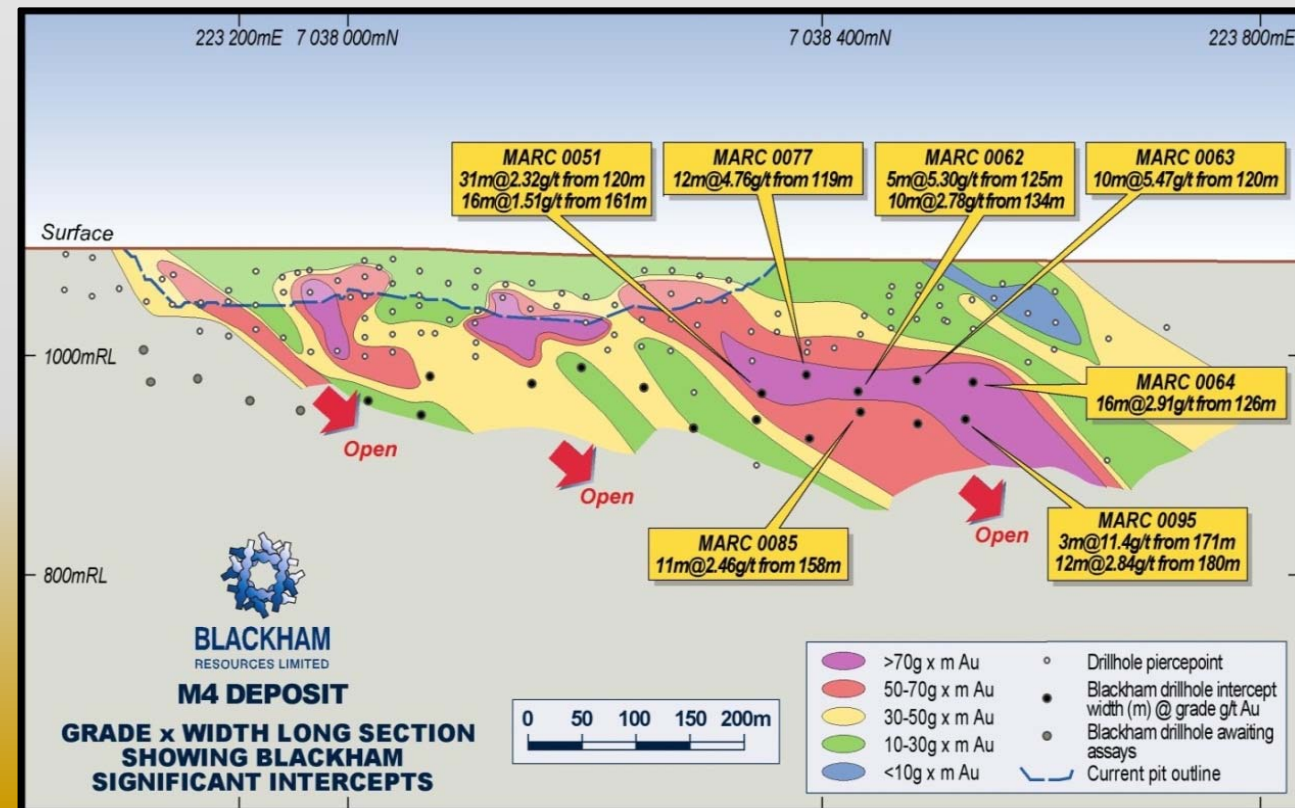 223 200mE 7 038 000mN 7 038 400mN 223 800mE
MARC 0051
31m@2.32g/t from 120m
16m@1.51g/t from 161m
MARC 0077
12m@4.76g/t from 119m
MARC 0062
5m@5.30g/t from 125m
10m@2.78g/t from 134m
MARC 0063
10m@5.47g/t from 120m
Surface
1000mRL
MARC 0064
16m@2.91g/t from 126m
Open
Open
Open
MARC 0085
11m@2.46g/t from 158m
MARC 0095
3m@11.4g/t from 171m
12m@2.84g/t from 180m
800mRL
BLACKHAM
RESOURCES LIMITED
M4 DEPOSIT
GRADE x WIDTH LONG SECTION
SHOWING BLACKHAM
SIGNIFICANT INTERCEPTS
0 50 100 150 200m
>70g x m Au
50-70g x m Au
30-50g x m Au
10-30g x m Au
<10g x m Au
Drillhole piercepoint
Blackham drillhole intercept
width (m) @ grade g/t Au
Blackham drillhole awaiting
assays
Current pit outline